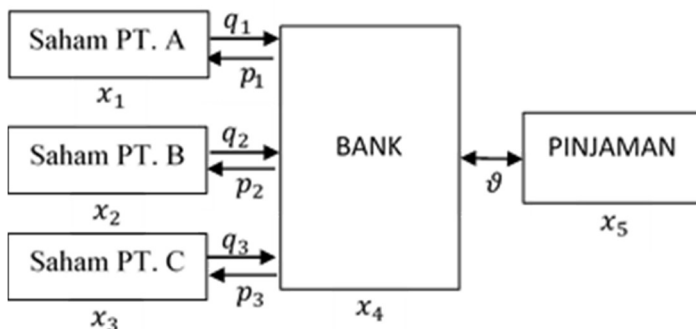 Saham PT. A
q₁
p₁
x₁
Saham PT. B
q₂
p₂
x₂
Saham PT. C
q₃
p₃
x₃
BANK
x₄
ϑ
PINJAMAN
x₅